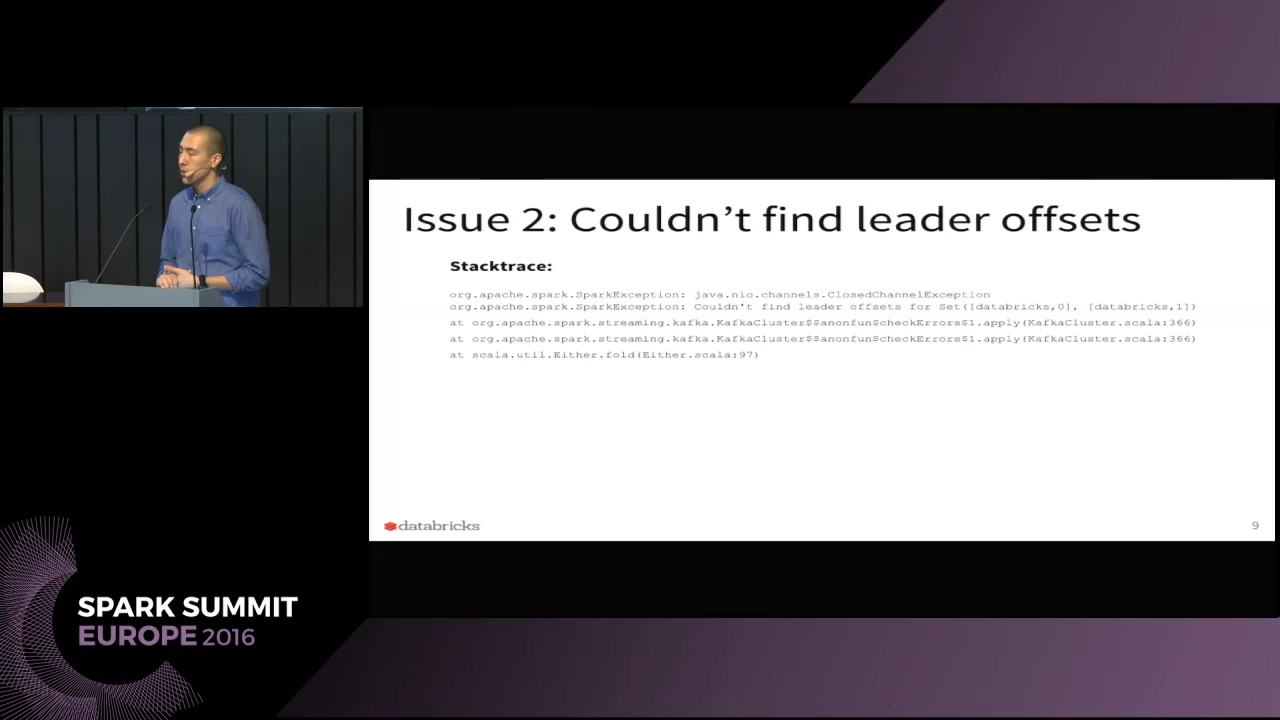 Issue 2: Couldn't find leader offsets
Stacktrace:
org.apache.spark.SparkException: java.nio.channels.ClosedChannelException
org.apache.spark.SparkException: Couldn't find leader offsets for Set([databricks,0], [databricks,1])
at org.apache.spark.streaming.kafka.KafkaCluster$$anonfun$checkErrors$1.apply(KafkaCluster.scala:366)
at org.apache.spark.streaming.kafka.KafkaCluster$$anonfun$checkErrors$1.apply(KafkaCluster.scala:366)
at scala.util.Either.fold(Either.scala:97)
databricks
9
SPARK SUMMIT
EUROPE 2016